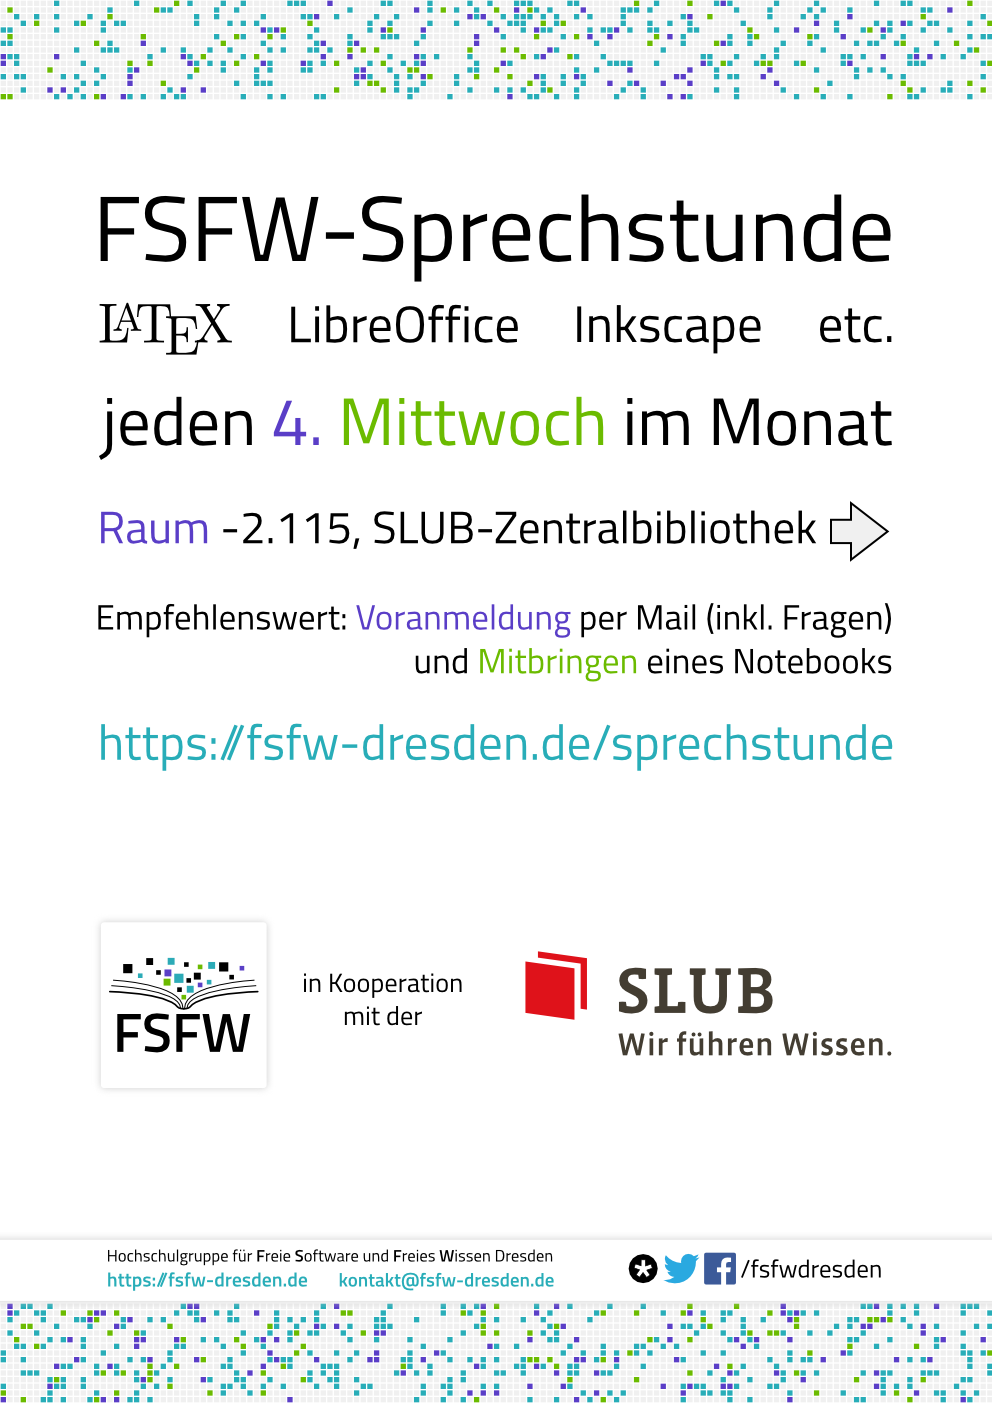 FSFW-Sprechstunde
LATEX LibreOffice Inkscape etc.
jeden 4. Mittwoch im Monat
Raum -2.115, SLUB-Zentralbibliothek
Empfehlenswert: Voranmeldung per Mail (inkl. Fragen)
und Mitbringen eines Notebooks
https://fsfw-dresden.de/sprechstunde
FSFW
in Kooperation
mit der
SLUB
Wir führen Wissen.
Hochschulgruppe für Freie Software und Freies Wissen Dresden
https://fsfw-dresden.de kontakt@fsfw-dresden.de
/fsfwdresden